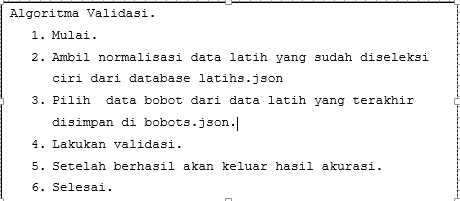 Algoritma Validasi.
1. Mulai.
2. Ambil normalisasi data latih yang sudah diseleksi
ciri dari database latihs.json
3. Pilih data bobot dari data latih yang terakhir
disimpan di bobots.json.
4. Lakukan validasi.
5. Setelah berhasil akan keluar hasil akurasi.
6. Selesai.